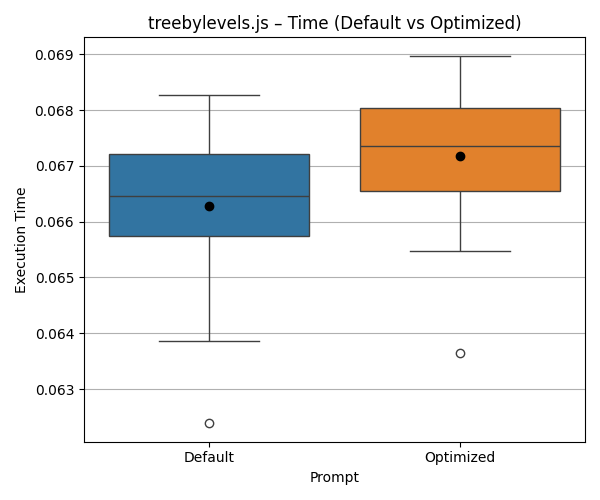 treebylevels.js – Time (Default vs Optimized)
Execution Time
0.069
0.068
0.067
0.066
0.065
0.064
0.063
Default
Optimized
Prompt